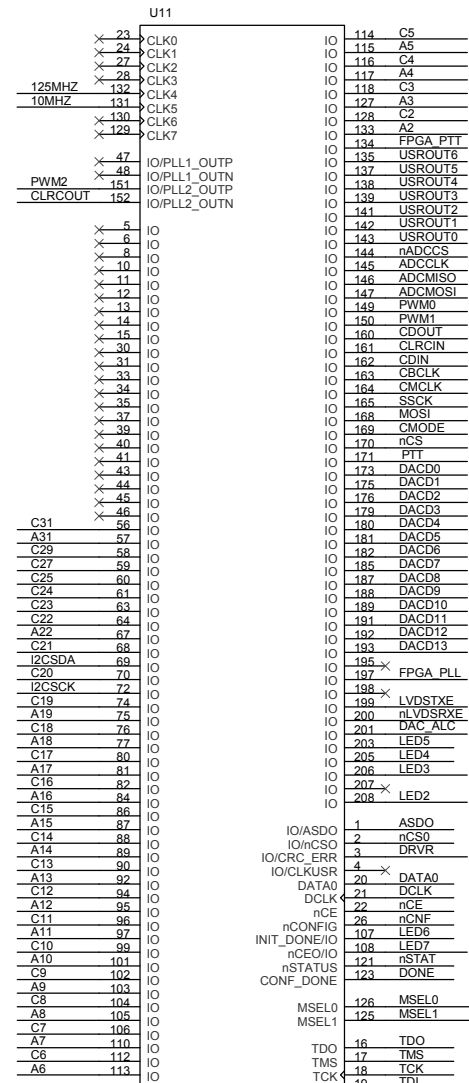 U11
23 CLK0
24 CLK1
27 CLK2
28 CLK3
125MHZ 132 CLK4
10MHZ 131 CLK5
130 CLK6
129 CLK7
47 IO/PLL1_OUTP
48 IO/PLL1_OUTN
PWM2 151 IO/PLL2_OUTP
CLRCOUT 152 IO/PLL2_OUTN
5 IO
6 IO
8 IO
10 IO
11 IO
12 IO
13 IO
14 IO
15 IO
30 IO
31 IO
33 IO
34 IO
35 IO
37 IO
39 IO
40 IO
41 IO
43 IO
44 IO
45 IO
46 IO
C31 56 IO
A31 57 IO
C29 58 IO
C27 59 IO
C25 60 IO
C24 61 IO
C23 63 IO
C22 64 IO
A22 67 IO
C21 68 IO
I2CSDA 69 IO
C20 70 IO
I2CSCK 72 IO
C19 74 IO
A19 75 IO
C18 76 IO
A18 77 IO
C17 80 IO
A17 81 IO
C16 82 IO
A16 84 IO
C15 86 IO
A15 87 IO
C14 88 IO
A14 89 IO
C13 90 IO
A13 92 IO
C12 94 IO
A12 95 IO
C11 96 IO
A11 97 IO
C10 99 IO
A10 101 IO
C9 102 IO
A9 103 IO
C8 104 IO
A8 105 IO
C7 106 IO
A7 110 IO
C6 112 IO
A6 113 IO
IO 114 C5
IO 115 A5
IO 116 C4
IO 117 A4
IO 118 C3
IO 127 A3
IO 128 C2
IO 133 A2
IO 134 FPGA_PTT
IO 135 USROUT6
IO 137 USROUT5
IO 138 USROUT4
IO 139 USROUT3
IO 141 USROUT2
IO 142 USROUT1
IO 143 USROUT0
IO 144 nADCCS
IO 145 ADCCLK
IO 146 ADCMISO
IO 147 ADCMOSI
IO 149 PWM0
IO 150 PWM1
IO 160 CDOUT
IO 161 CLRCIN
IO 162 CDIN
IO 163 CBCLK
IO 164 CMCLK
IO 165 SSCK
IO 168 MOSI
IO 169 CMODE
IO 170 nCS
IO 171 PTT
IO 173 DACD0
IO 175 DACD1
IO 176 DACD2
IO 179 DACD3
IO 180 DACD4
IO 181 DACD5
IO 182 DACD6
IO 185 DACD7
IO 187 DACD8
IO 188 DACD9
IO 189 DACD10
IO 191 DACD11
IO 192 DACD12
IO 193 DACD13
IO 195
IO 197 FPGA_PLL
IO 198
IO 199 LVDSTXE
IO 200 nLVDSRXE
IO 201 DAC_ALC
IO 203 LED5
IO 205 LED4
IO 206 LED3
IO 207
IO 208 LED2
IO/ASDO 1 ASDO
IO/nCSO 2 nCS0
IO/CRC_ERR 3 DRVR
IO/CLKUSR 4
DATA0 20 DATA0
DCLK 21 DCLK
nCE 22 nCE
nCONFIG 26 nCNF
INIT_DONE/IO 107 LED6
nCEO/IO 108 LED7
nSTATUS 121 nSTAT
CONF_DONE 123 DONE
MSEL0 126 MSEL0
MSEL1 125 MSEL1
TDO 16 TDO
TMS 17 TMS
TCK 18 TCK
19 TDI